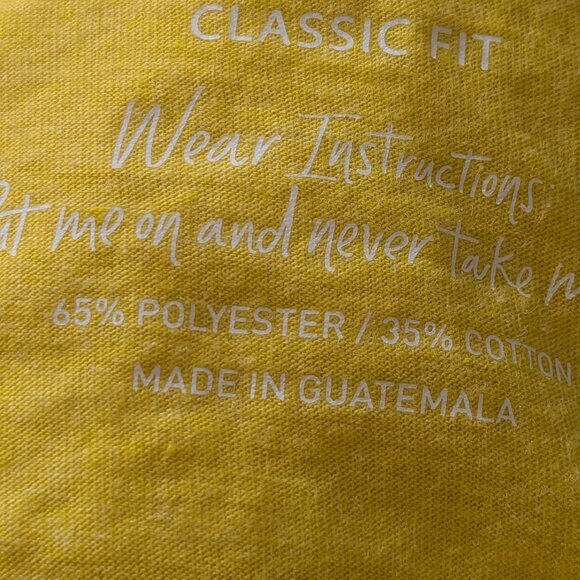 CLASSIC FIT
Wear Instructions:
me on and never take
65% POLYESTER / 35% COTTON
MADE IN GUATEMALA